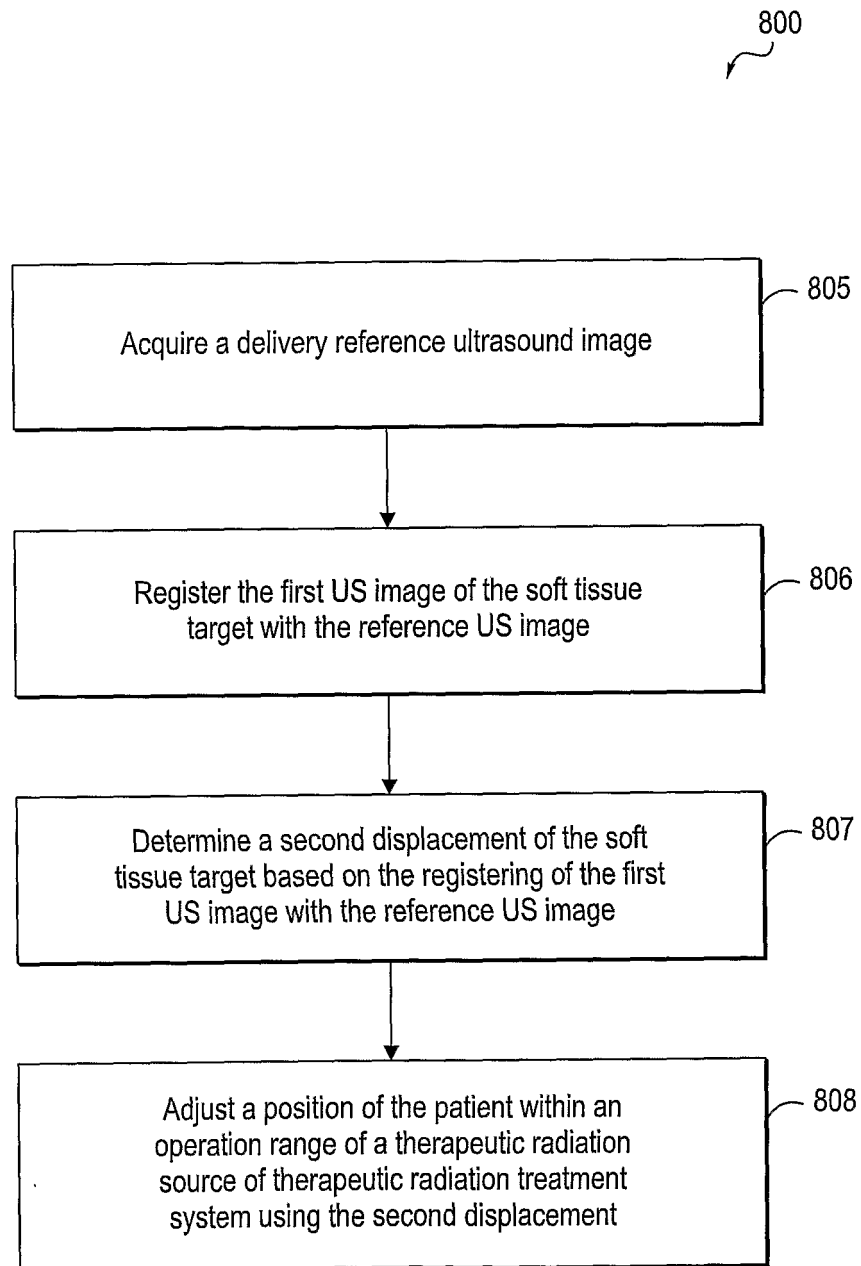 800
Acquire a delivery reference ultrasound image
805
Register the first US image of the soft tissue
target with the reference US image
806
Determine a second displacement of the soft
tissue target based on the registering of the first
US image with the reference US image
807
Adjust a position of the patient within an
operation range of a therapeutic radiation
source of therapeutic radiation treatment
system using the second displacement
808